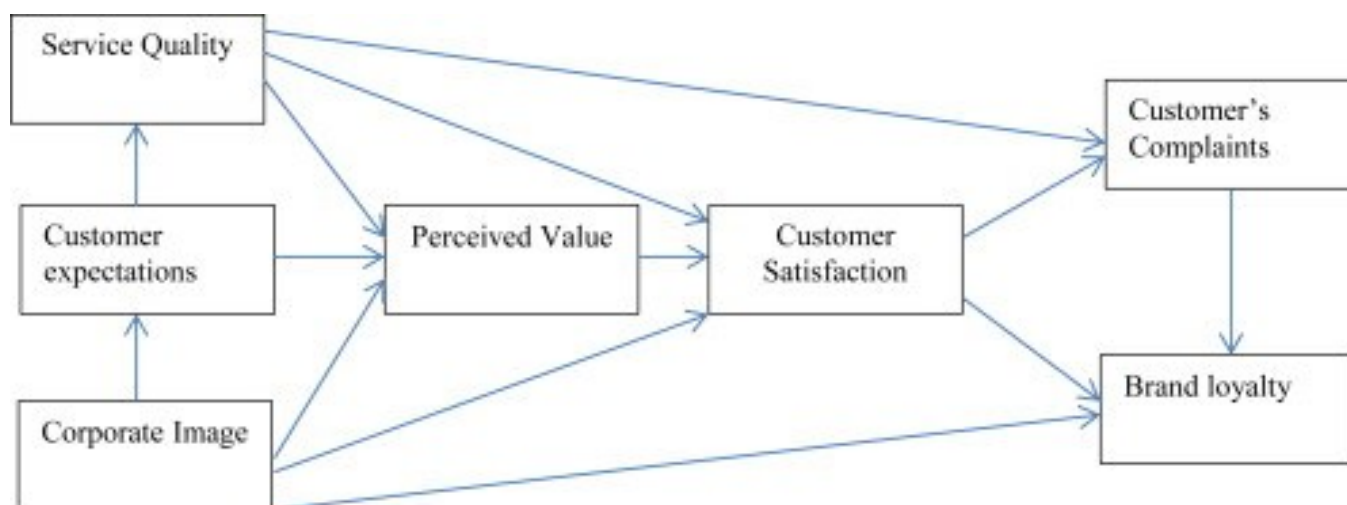 Service Quality
Customer's
Complaints
Customer
expectations
Perceived Value
Customer
Satisfaction
Brand loyalty
Corporate Image